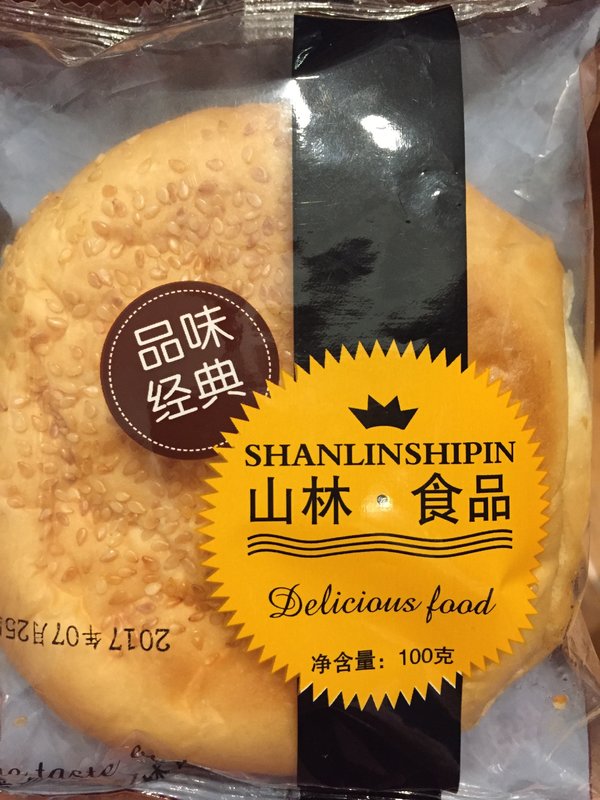 品味
经典
SHANLINSHIPIN
山林·食品
Delicious food
净含量：100克
2017年07月25
taste